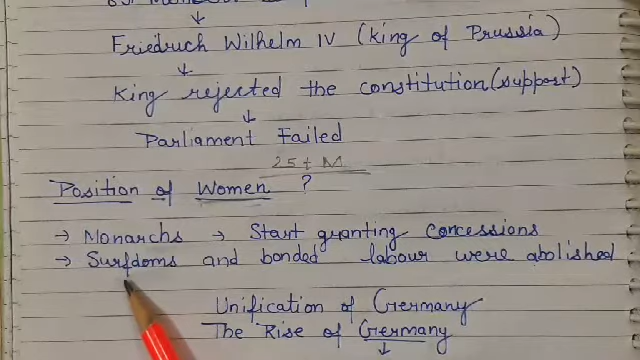 ↓
Friedruch Wilhelm IV (King of Prussia)
↓
King rejected the constitution (support)
↓
Parliament Failed
25 + M
Position of Women ?
→ Monarchs → Start granting concessions
→ Surfdoms and bonded labour were abolished
Unification of Germany
The Rise of Germany
↓